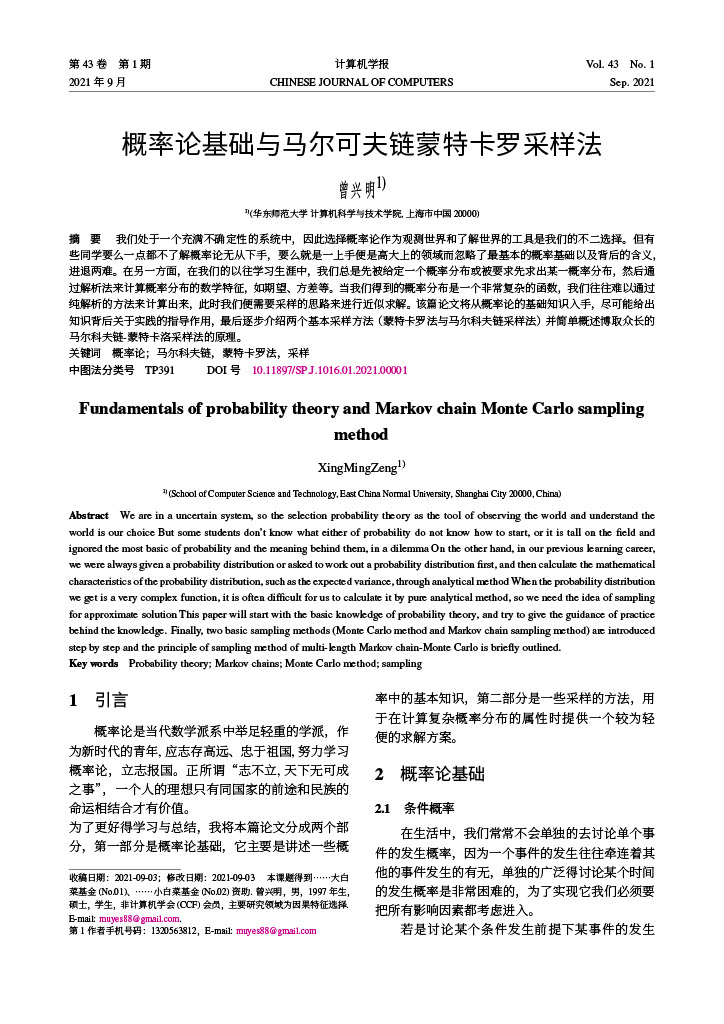 第 43 卷　第 1 期
计算机学报
Vol. 43　No. 1
2021 年 9 月
CHINESE JOURNAL OF COMPUTERS
Sep. 2021
概率论基础与马尔可夫链蒙特卡罗采样法
曾兴明1)
1)(华东师范大学 计算机科学与技术学院, 上海市中国 20000)
摘　要　我们处于一个充满不确定性的系统中，因此选择概率论作为观测世界和了解世界的工具是我们的不二选择。但有
些同学要么一点都不了解概率论无从下手，要么就是一上手便是高大上的领域而忽略了最基本的概率基础以及背后的含义,
进退两难。在另一方面，在我们的以往学习生涯中，我们总是先被给定一个概率分布或被要求先求出某一概率分布，然后通
过解析法来计算概率分布的数学特征，如期望、方差等。当我们得到的概率分布是一个非常复杂的函数，我们往往难以通过
纯解析的方法来计算出来，此时我们便需要采样的思路来进行近似求解。该篇论文将从概率论的基础知识入手，尽可能给出
知识背后关于实践的指导作用，最后逐步介绍两个基本采样方法（蒙特卡罗法与马尔科夫链采样法）并简单概述博取众长的
马尔科夫链-蒙特卡洛采样法的原理。
关键词　概率论；马尔科夫链，蒙特卡罗法，采样
中图法分类号　TP391　　DOI 号　10.11897/SP.J.1016.01.2021.00001
Fundamentals of probability theory and Markov chain Monte Carlo sampling
method
XingMingZeng1)
1)(School of Computer Science and Technology, East China Normal University, Shanghai City 20000, China)
Abstract　We are in a uncertain system, so the selection probability theory as the tool of observing the world and understand the
world is our choice But some students don't know what either of probability do not know how to start, or it is tall on the field and
ignored the most basic of probability and the meaning behind them, in a dilemma On the other hand, in our previous learning career,
we were always given a probability distribution or asked to work out a probability distribution first, and then calculate the mathematical
characteristics of the probability distribution, such as the expected variance, through analytical method When the probability distribution
we get is a very complex function, it is often difficult for us to calculate it by pure analytical method, so we need the idea of sampling
for approximate solution This paper will start with the basic knowledge of probability theory, and try to give the guidance of practice
behind the knowledge. Finally, two basic sampling methods (Monte Carlo method and Markov chain sampling method) are introduced
step by step and the principle of sampling method of multi-length Markov chain-Monte Carlo is briefly outlined.
Key words　Probability theory; Markov chains; Monte Carlo method; sampling
1　引言
概率论是当代数学派系中举足轻重的学派，作
为新时代的青年, 应志存高远、忠于祖国, 努力学习
概率论，立志报国。正所谓“志不立, 天下无可成
之事”，一个人的理想只有同国家的前途和民族的
命运相结合才有价值。
为了更好得学习与总结，我将本篇论文分成两个部
分，第一部分是概率论基础，它主要是讲述一些概
收稿日期：2021-09-03；修改日期：2021-09-03　本课题得到……大白
菜基金 (No.01)、……小白菜基金 (No.02) 资助. 曾兴明，男，1997 年生,
硕士，学生，非计算机学会 (CCF) 会员，主要研究领域为因果特征选择.
E-mail: muyes88@gmail.com.
第 1 作者手机号码：1320563812，E-mail: muyes88@gmail.com
率中的基本知识，第二部分是一些采样的方法，用
于在计算复杂概率分布的属性时提供一个较为轻
便的求解方案。
2　概率论基础
2.1　条件概率
在生活中，我们常常不会单独的去讨论单个事
件的发生概率，因为一个事件的发生往往牵连着其
他的事件发生的有无，单独的广泛得讨论某个时间
的发生概率是非常困难的，为了实现它我们必须要
把所有影响因素都考虑进入。
若是讨论某个条件发生前提下某事件的发生